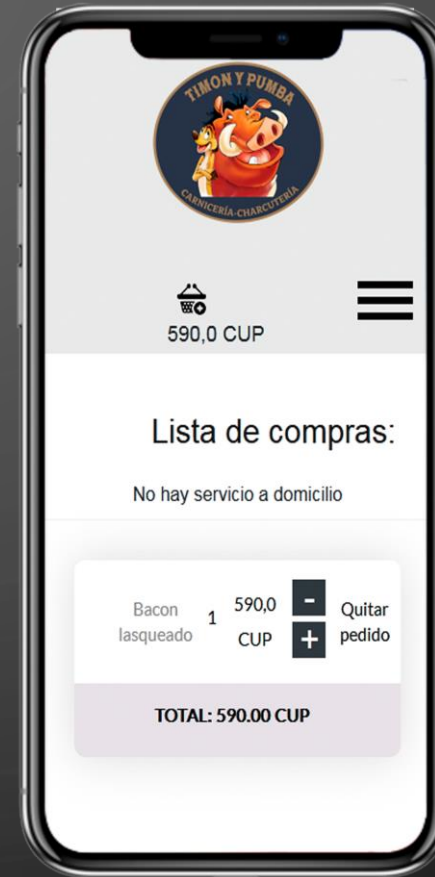 TIMON Y PUMBA
CARNICERÍA-CHARCUTERÍA
590,0 CUP
Lista de compras:
No hay servicio a domicilio
Bacon lasqueado 1 590,0 CUP - + Quitar pedido
TOTAL: 590.00 CUP